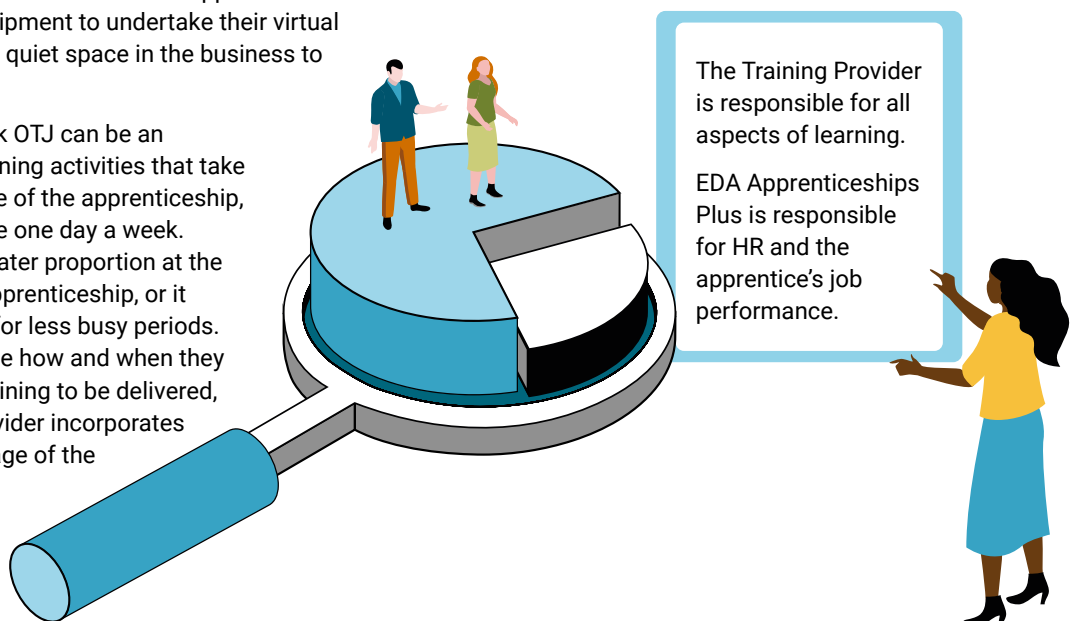 ipment to undertake their virtual
quiet space in the business to
OTJ can be an
ning activities that take
of the apprenticeship,
one day a week.
ater proportion at the
pprenticeship, or it
for less busy periods.
e how and when they
ining to be delivered,
vider incorporates
age of the
The Training Provider
is responsible for all
aspects of learning.
EDA Apprenticeships
Plus is responsible
for HR and the
apprentice’s job
performance.